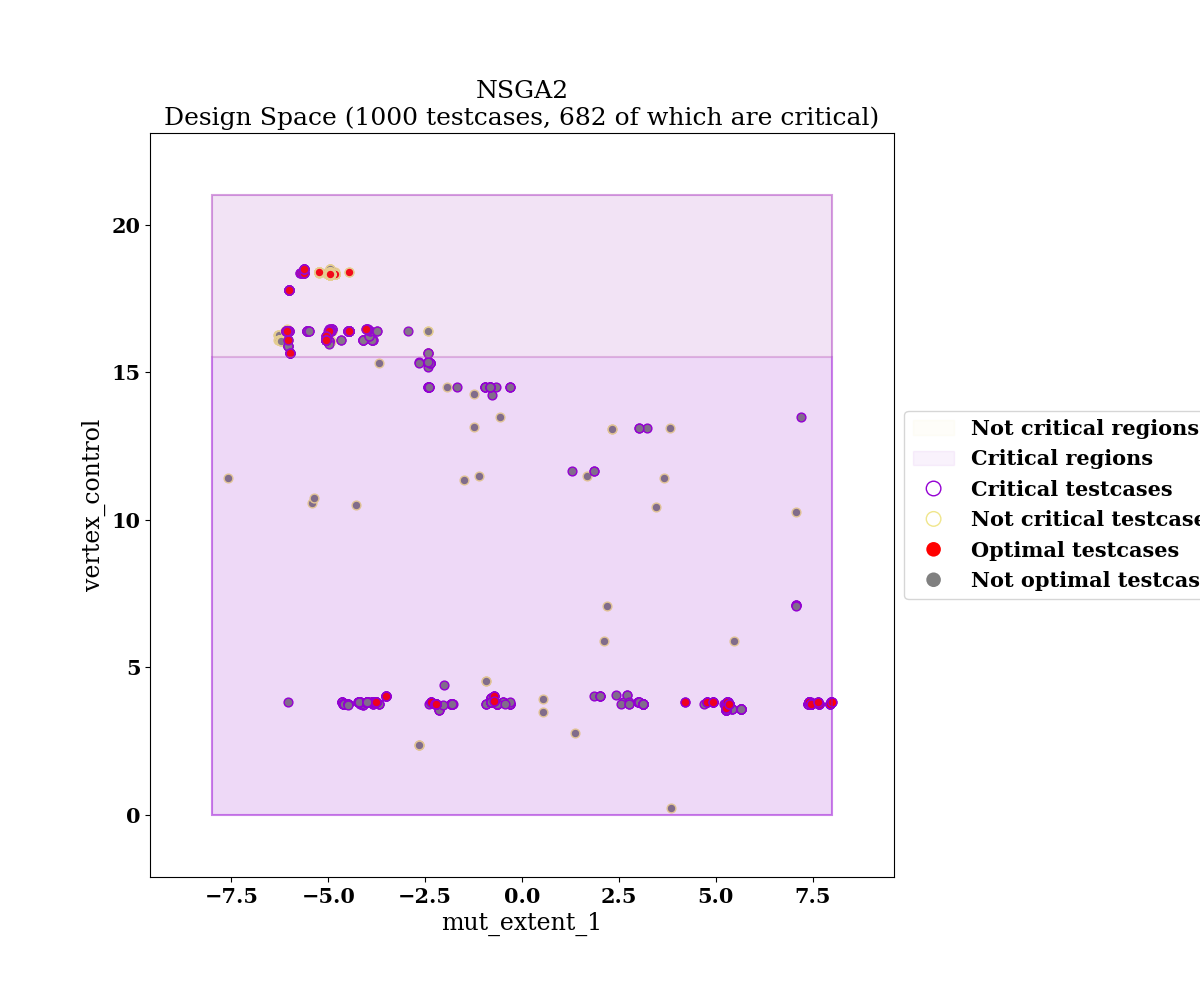 NSGA2
Design Space (1000 testcases, 682 of which are critical)
20
15
10
5
0
vertex_control
−7.5
−5.0
−2.5
0.0
2.5
5.0
7.5
mut_extent_1
Not critical regions
Critical regions
Critical testcases
Not critical testcase
Optimal testcases
Not optimal testcas